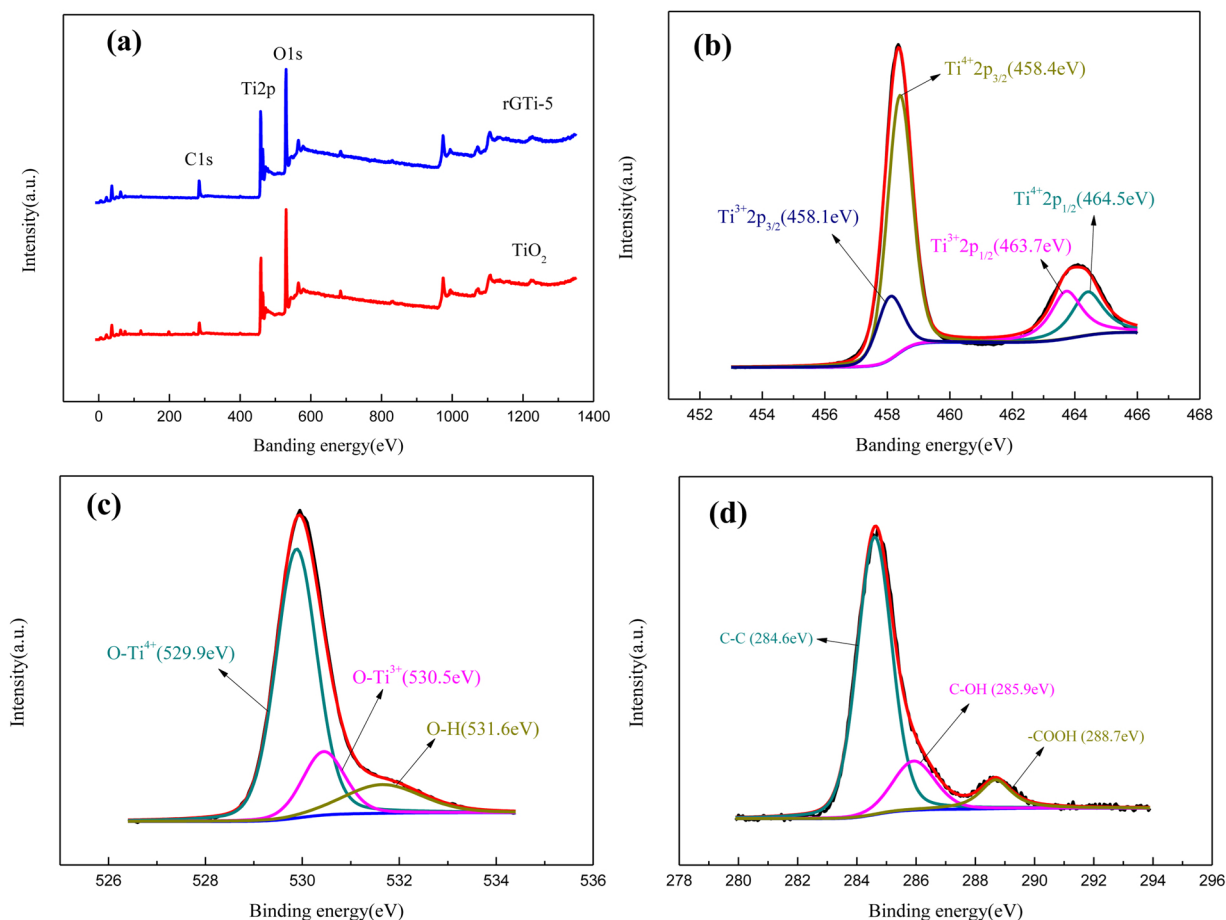 (a)
O1s
Ti2p
C1s
rGTi-5
TiO₂
Intensity(a.u.)
0 200 400 600 800 1000 1200 1400
Banding energy(eV)
(b)
Ti⁴⁺2p₃/₂(458.4eV)
Ti³⁺2p₃/₂(458.1eV)
Ti⁴⁺2p₁/₂(464.5eV)
Ti³⁺2p₁/₂(463.7eV)
Intensity(a.u)
452 454 456 458 460 462 464 466 468
Banding energy(eV)
(c)
O-Ti⁴⁺(529.9eV)
O-Ti³⁺(530.5eV)
O-H(531.6eV)
Intensity(a.u.)
526 528 530 532 534 536
Binding energy(eV)
(d)
C-C (284.6eV)
C-OH (285.9eV)
-COOH (288.7eV)
Intensity(a.u.)
278 280 282 284 286 288 290 292 294 296
Binding energy(eV)